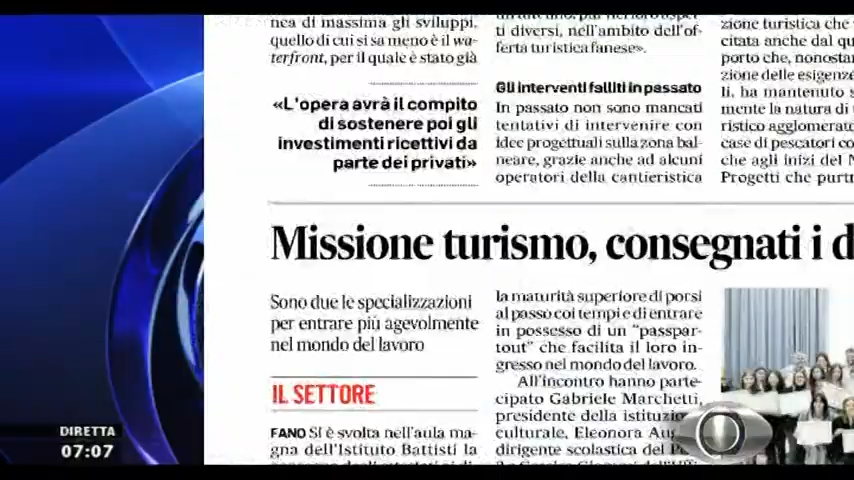 nea di massima gli sviluppi,
quello di cui si sa meno è il wa-
terfront, per il quale è stato già
«L'opera avrà il compito
di sostenere poi gli
investimenti ricettivi da
parte dei privati»
ti diversi, nell'ambito dell'of-
ferta turistica fanese».
Gli interventi falliti in passato
In passato non sono mancati
tentativi di intervenire con
idee progettuali sulla zona bal-
neare, grazie anche ad alcuni
operatori della cantieristica
zione turistica che
citata anche dal
porto che, nonostan
zione delle esigenze
li, ha mantenuto
mente la natura di
ristico agglomerato
case di pescatori
che agli inizi del
Progetti che purtr
Missione turismo, consegnati i d
Sono due le specializzazioni
per entrare più agevolmente
nel mondo del lavoro
IL SETTORE
FANO Si è svolta nell'aula ma-
gna dell'Istituto Battisti la
la maturità superiore di porsi
al passo coi tempi e di entrare
in possesso di un "passpar-
tout" che facilita il loro in-
gresso nel mondo del lavoro.
All'incontro hanno parte-
cipato Gabriele Marchetti,
presidente della istituzio
culturale, Eleonora Au
dirigente scolastica del
DIRETTA
07:07